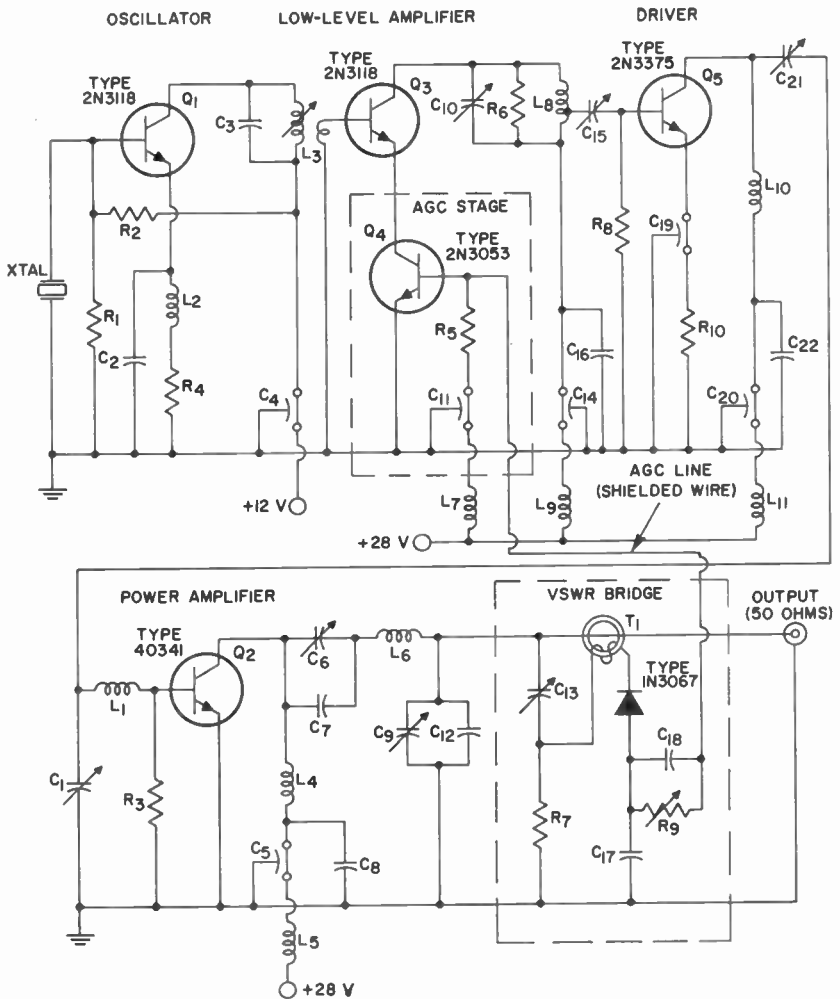 OSCILLATOR
LOW-LEVEL AMPLIFIER
DRIVER
TYPE
2N3118
Q1
TYPE
2N3118
Q3
TYPE
2N3375
Q5
C21
C3
L3
C10
R6
L8
C15
L10
R2
AGC STAGE
Q4
TYPE
2N3053
R8
C19
XTAL
L2
R1
C2
R4
R5
C16
R10
C22
C4
C11
C14
C20
+12 V
L7
L9
AGC LINE
(SHIELDED WIRE)
L11
+28 V
POWER AMPLIFIER
VSWR BRIDGE
OUTPUT
(50 OHMS)
TYPE
40341
Q2
C6
L6
T1
TYPE
1N3067
L1
C7
C13
C9
C12
C18
C1
R3
L4
R7
R9
C5
C8
C17
L5
+28 V